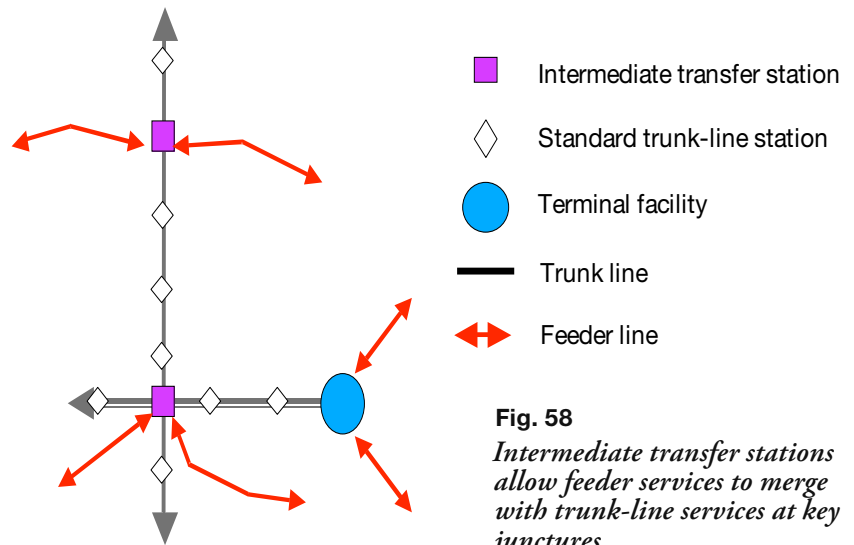 Intermediate transfer station
Standard trunk-line station
Terminal facility
Trunk line
Feeder line
Fig. 58
Intermediate transfer stations
allow feeder services to merge
with trunk-line services at key
junctures